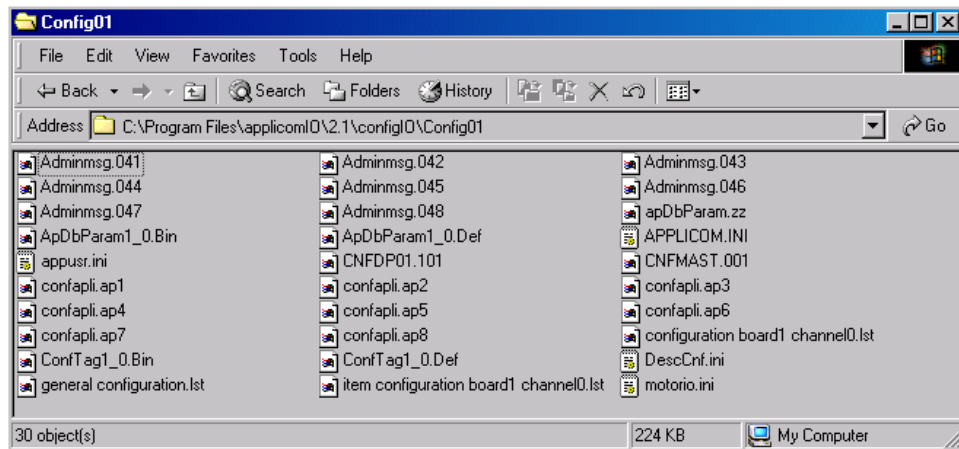 Config01
File Edit View Favorites Tools Help
Back Search Folders History
Address C:\Program Files\applicomIO\2.1\configIO\Config01 Go
Adminmsg.041 Adminmsg.042 Adminmsg.043
Adminmsg.044 Adminmsg.045 Adminmsg.046
Adminmsg.047 Adminmsg.048 apDbParam.zz
ApDbParam1_0.Bin ApDbParam1_0.Def APPLICOM.INI
appusr.ini CNFDP01.101 CNFMAST.001
confapli.ap1 confapli.ap2 confapli.ap3
confapli.ap4 confapli.ap5 confapli.ap6
confapli.ap7 confapli.ap8 configuration board1 channel0.lst
ConfTag1_0.Bin ConfTag1_0.Def DescCnf.ini
general configuration.lst item configuration board1 channel0.lst motorio.ini
30 object(s) 224 KB My Computer